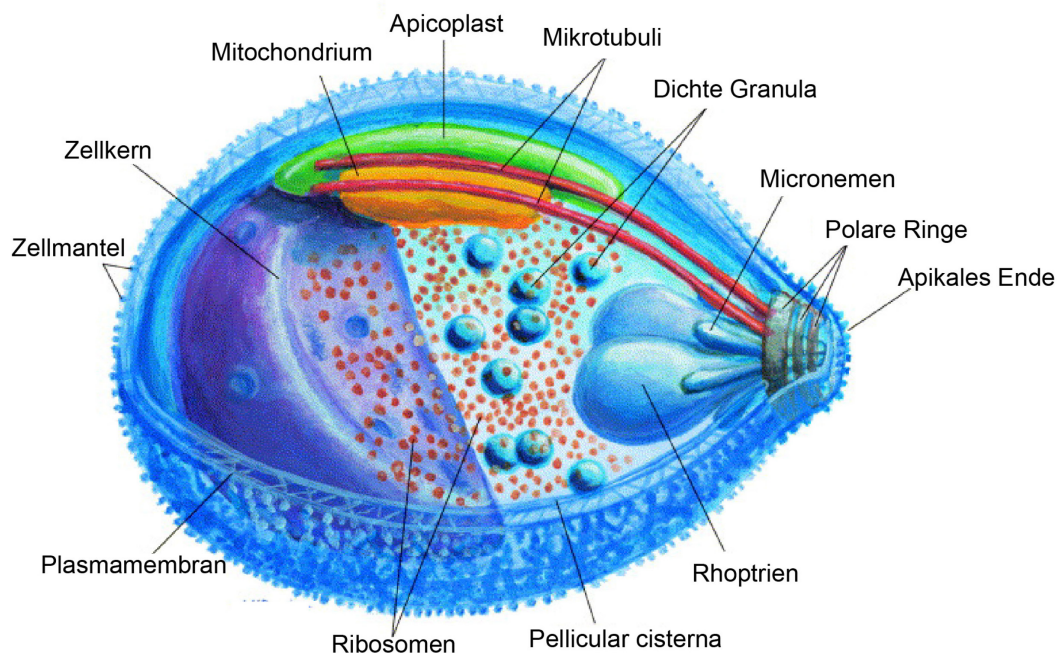 Apicoplast
Mitochondrium
Mikrotubuli
Dichte Granula
Zellkern
Micronemen
Polare Ringe
Zellmantel
Apikales Ende
Plasmamembran
Rhoptrien
Ribosomen
Pellicular cisterna